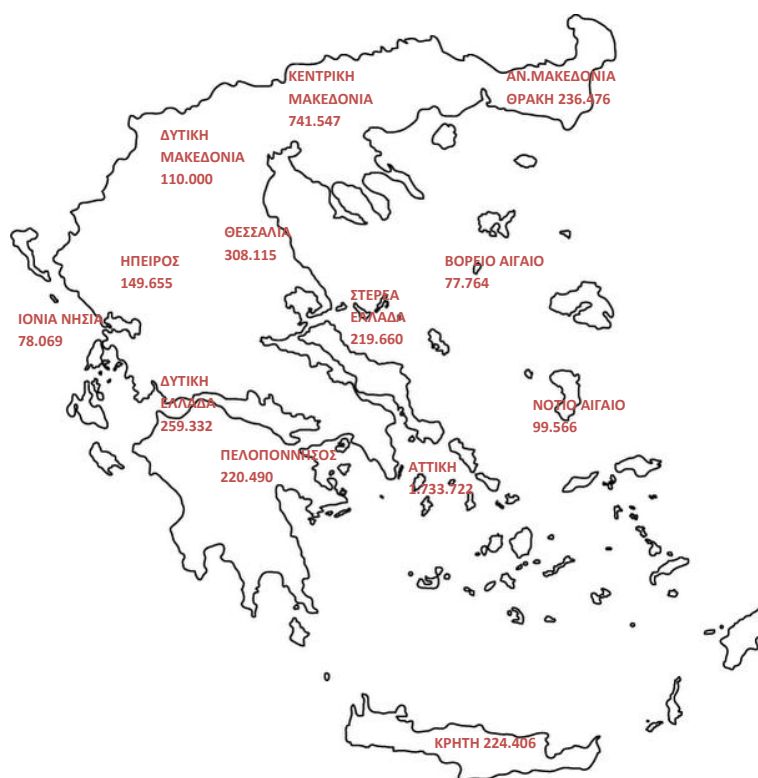 ΚΕΝΤΡΙΚΗ
ΜΑΚΕΔΟΝΙΑ
741.547
ΑΝ.ΜΑΚΕΔΟΝΙΑ
ΘΡΑΚΗ 236.476
ΔΥΤΙΚΗ
ΜΑΚΕΔΟΝΙΑ
110.000
ΘΕΣΣΑΛΙΑ
308.115
ΗΠΕΙΡΟΣ
149.655
ΒΟΡΕΙΟ ΑΙΓΑΙΟ
77.764
ΣΤΕΡΕΑ
ΕΛΛΑΔΑ
219.660
ΙΟΝΙΑ ΝΗΣΙΑ
78.069
ΔΥΤΙΚΗ
ΕΛΛΑΔΑ
259.332
ΝΟΤΙΟ ΑΙΓΑΙΟ
99.566
ΠΕΛΟΠΟΝΝΗΣΟΣ
220.490
ΑΤΤΙΚΗ
1.733.722
ΚΡΗΤΗ 224.406